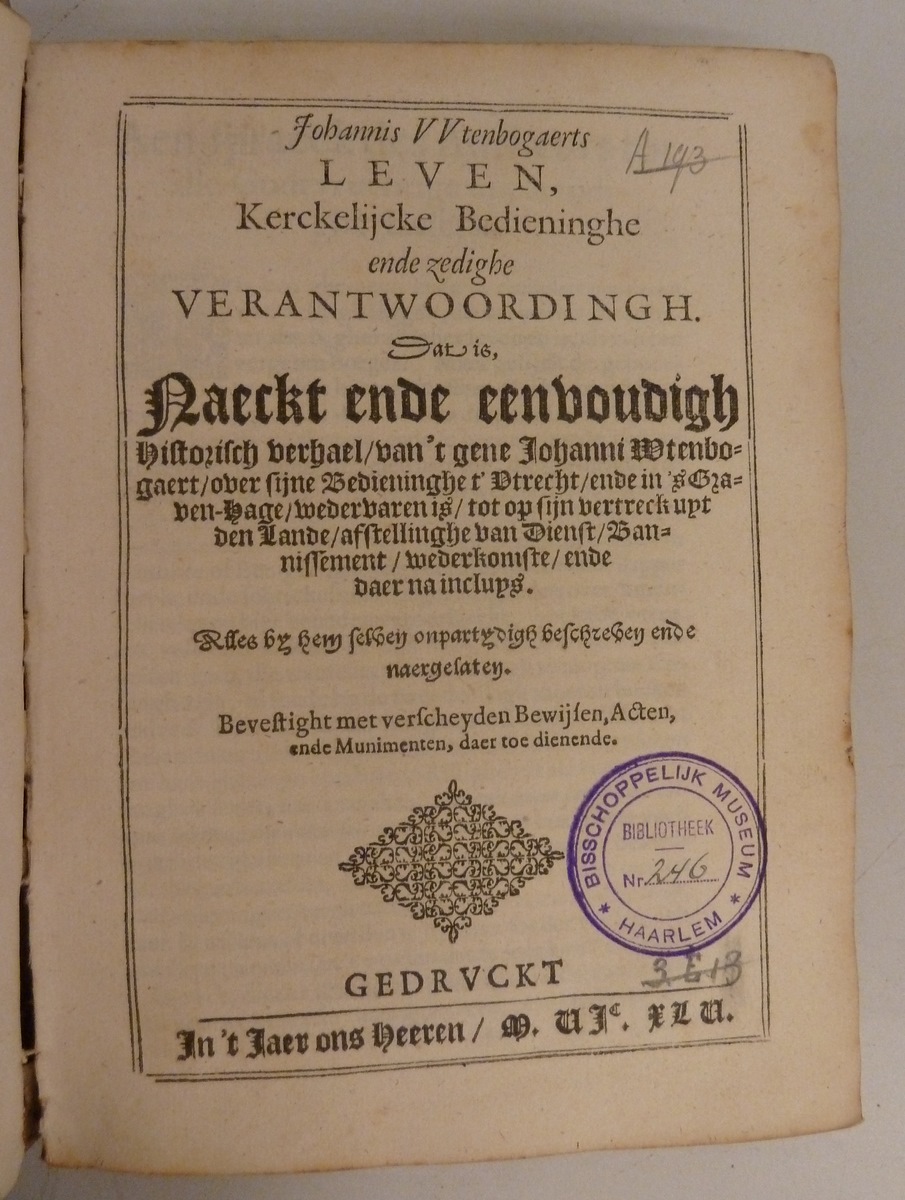 Johannis VVtenbogaerts
A 193
LEVEN,
Kerckelijcke Bedieninghe
ende zedighe
VERANTWOORDINGH.
Dat is,
Naeckt ende eenvoudigh
Historisch verhael/van't gene Johanni Wtenbo-
gaert/over sijne Bedieninghe t' Vtrecht/ende in 's Gra-
ven-Hage/wedervaren is/tot op sijn vertreck uyt
den Lande/afstellinghe van Dienst/Ban-
nissement/wederkomste/ende
daer na incluys.
Alles by hem selven onpartydigh beschreven ende
naergelaten.
Bevestight met verscheyden Bewijsen, Acten,
ende Munimenten, daer toe dienende.
BISSCHOPPELIJK MUSEUM
BIBLIOTHEEK
Nr. 246
* HAARLEM *
GEDRVCKT
3 E 13
In 't Jaer ons Heeren/ M. VJc. XLV.